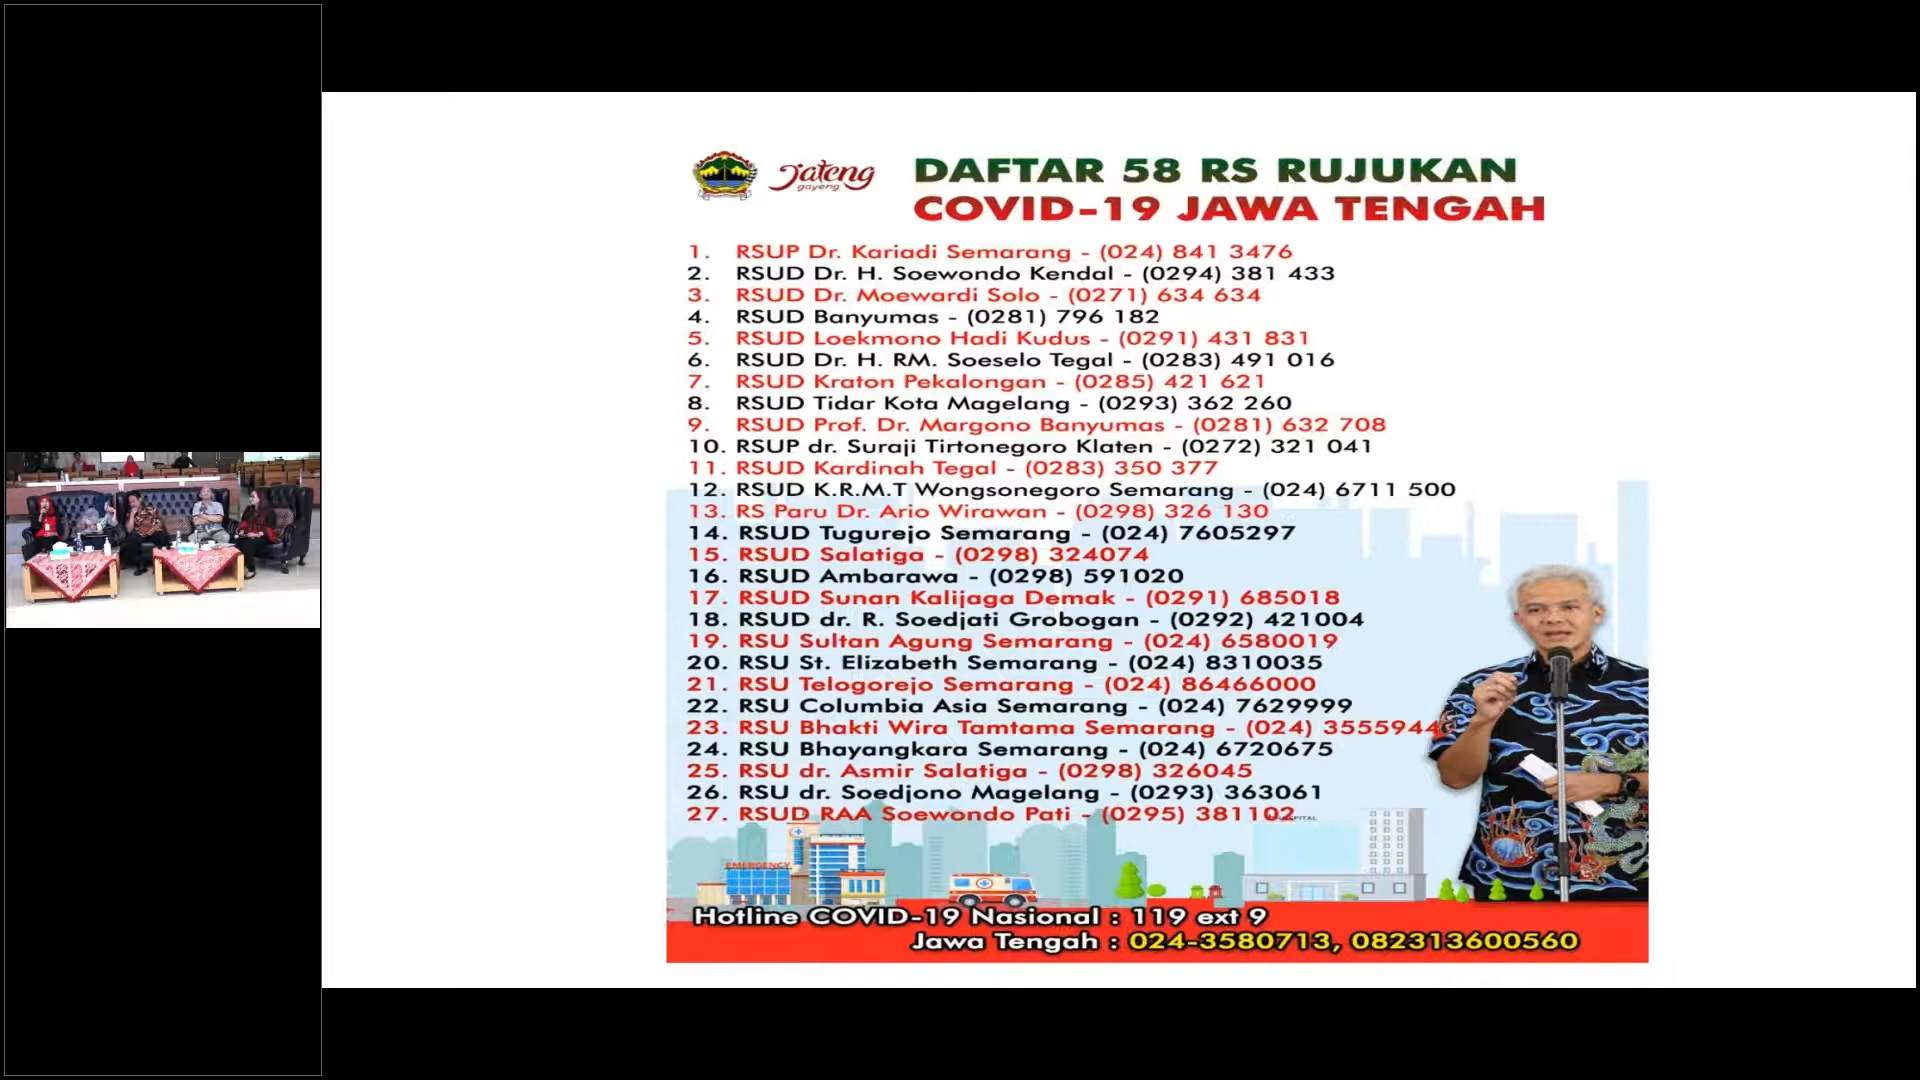 Jateng
gayeng
DAFTAR 58 RS RUJUKAN
COVID-19 JAWA TENGAH
1. RSUP Dr. Kariadi Semarang - (024) 841 3476
2. RSUD Dr. H. Soewondo Kendal - (0294) 381 433
3. RSUD Dr. Moewardi Solo - (0271) 634 634
4. RSUD Banyumas - (0281) 796 182
5. RSUD Loekmono Hadi Kudus - (0291) 431 831
6. RSUD Dr. H. RM. Soeselo Tegal - (0283) 491 016
7. RSUD Kraton Pekalongan - (0285) 421 621
8. RSUD Tidar Kota Magelang - (0293) 362 260
9. RSUD Prof. Dr. Margono Banyumas - (0281) 632 708
10. RSUP dr. Suraji Tirtonegoro Klaten - (0272) 321 041
11. RSUD Kardinah Tegal - (0283) 350 377
12. RSUD K.R.M.T Wongsonegoro Semarang - (024) 6711 500
13. RS Paru Dr. Ario Wirawan - (0298) 326 130
14. RSUD Tugurejo Semarang - (024) 7605297
15. RSUD Salatiga - (0298) 324074
16. RSUD Ambarawa - (0298) 591020
17. RSUD Sunan Kalijaga Demak - (0291) 685018
18. RSUD dr. R. Soedjati Grobogan - (0292) 421004
19. RSU Sultan Agung Semarang - (024) 6580019
20. RSU St. Elizabeth Semarang - (024) 8310035
21. RSU Telogorejo Semarang - (024) 86466000
22. RSU Columbia Asia Semarang - (024) 7629999
23. RSU Bhakti Wira Tamtama Semarang - (024) 3555944
24. RSU Bhayangkara Semarang - (024) 6720675
25. RSU dr. Asmir Salatiga - (0298) 326045
26. RSU dr. Soedjono Magelang - (0293) 363061
27. RSUD RAA Soewondo Pati - (0295) 381102
EMERGENCY
Hotline COVID-19 Nasional : 119 ext 9
Jawa Tengah : 024-3580713, 082313600560